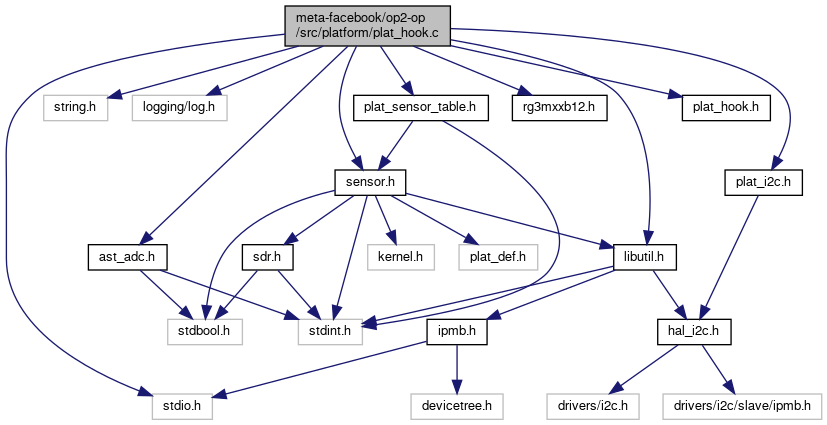 meta-facebook/op2-op
/src/platform/plat_hook.c
string.h
logging/log.h
plat_sensor_table.h
rg3mxxb12.h
plat_hook.h
sensor.h
plat_i2c.h
ast_adc.h
sdr.h
kernel.h
plat_def.h
libutil.h
stdbool.h
stdint.h
ipmb.h
hal_i2c.h
stdio.h
devicetree.h
drivers/i2c.h
drivers/i2c/slave/ipmb.h